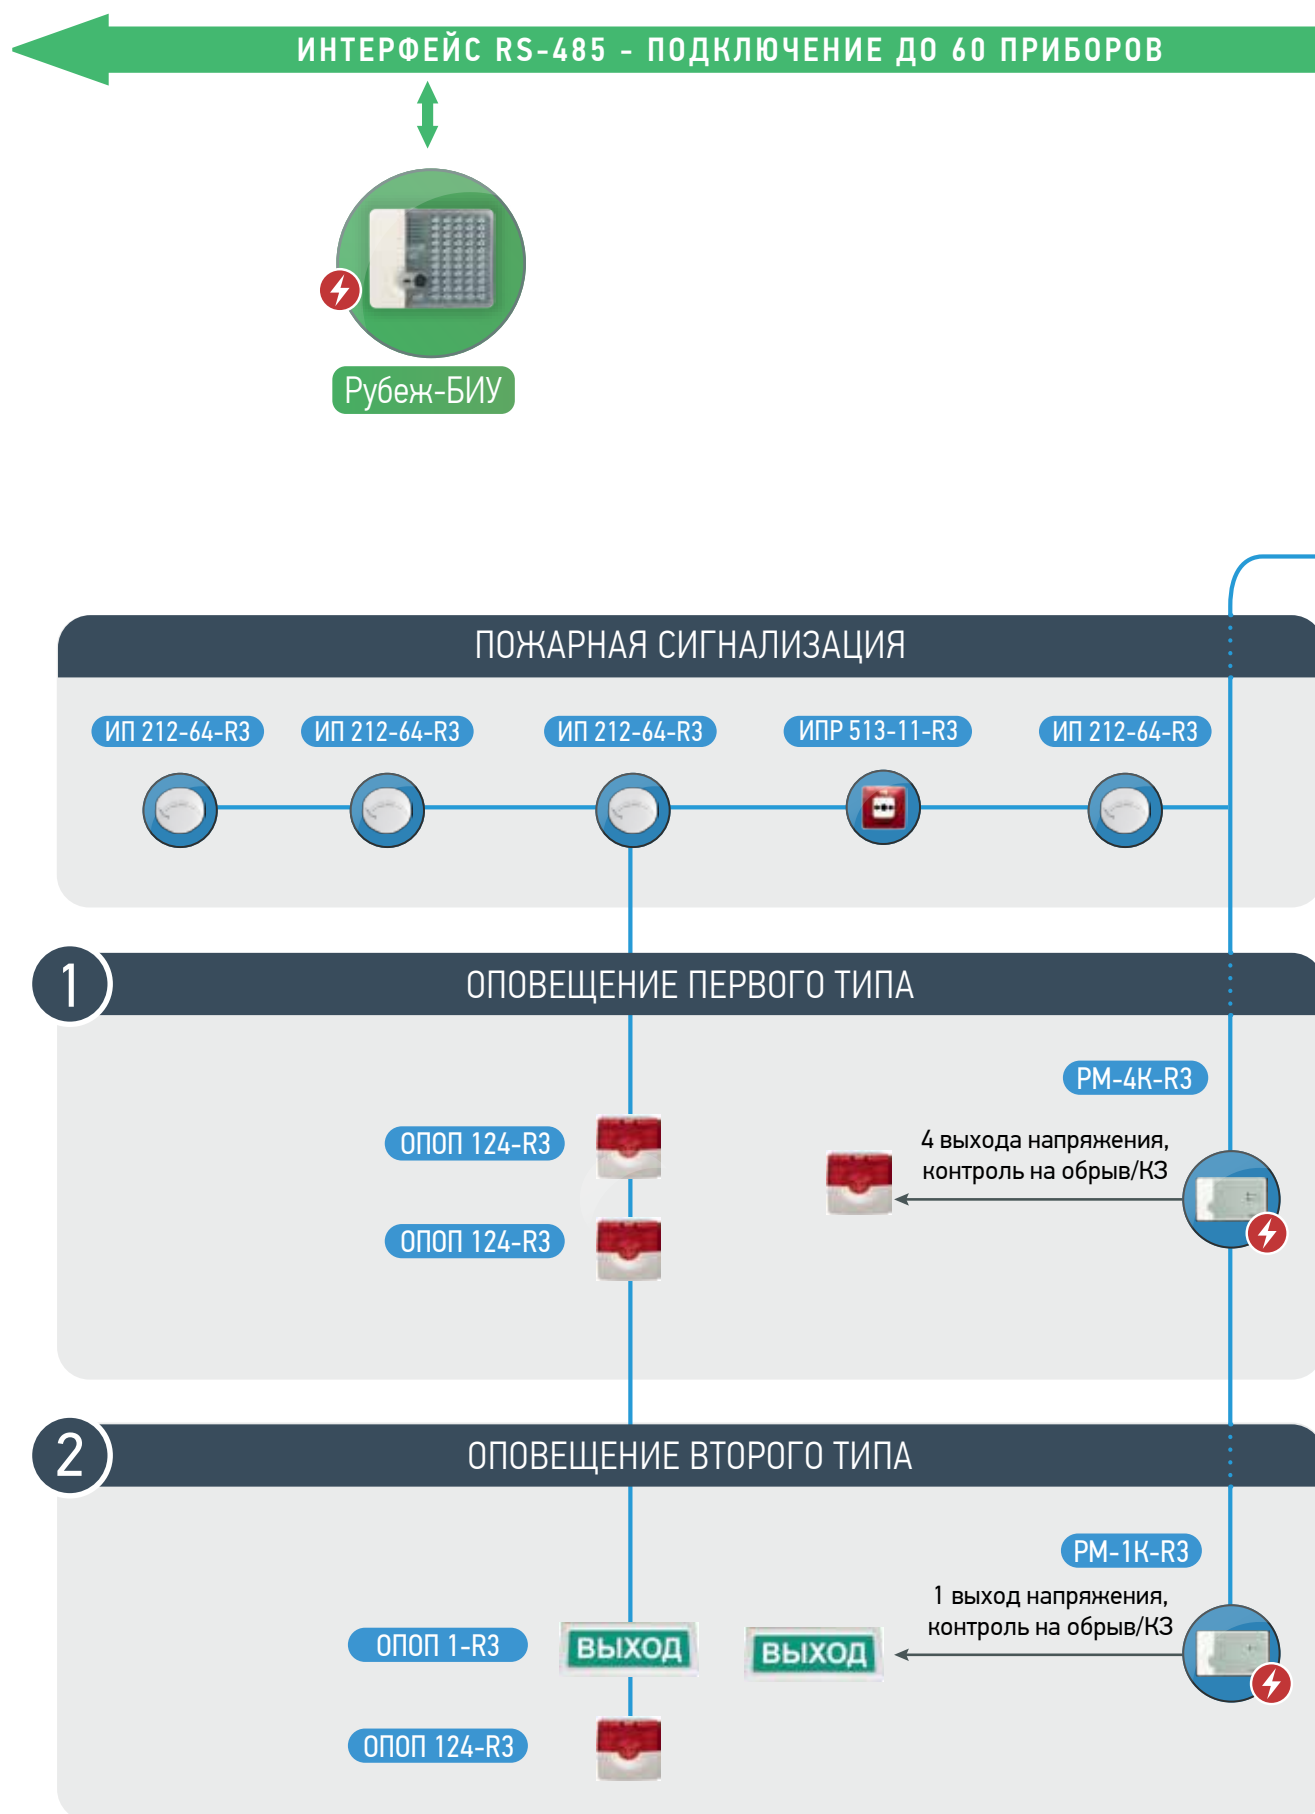 ИНТЕРФЕЙС RS-485 - ПОДКЛЮЧЕНИЕ ДО 60 ПРИБОРОВ
Рубеж-БИУ
ПОЖАРНАЯ СИГНАЛИЗАЦИЯ
ИП 212-64-R3 ИП 212-64-R3 ИП 212-64-R3 ИПР 513-11-R3 ИП 212-64-R3
1
ОПОВЕЩЕНИЕ ПЕРВОГО ТИПА
РМ-4К-R3
ОПОП 124-R3
4 выхода напряжения,
контроль на обрыв/КЗ
ОПОП 124-R3
2
ОПОВЕЩЕНИЕ ВТОРОГО ТИПА
РМ-1К-R3
1 выход напряжения,
контроль на обрыв/КЗ
ОПОП 1-R3
ВЫХОД
ВЫХОД
ОПОП 124-R3